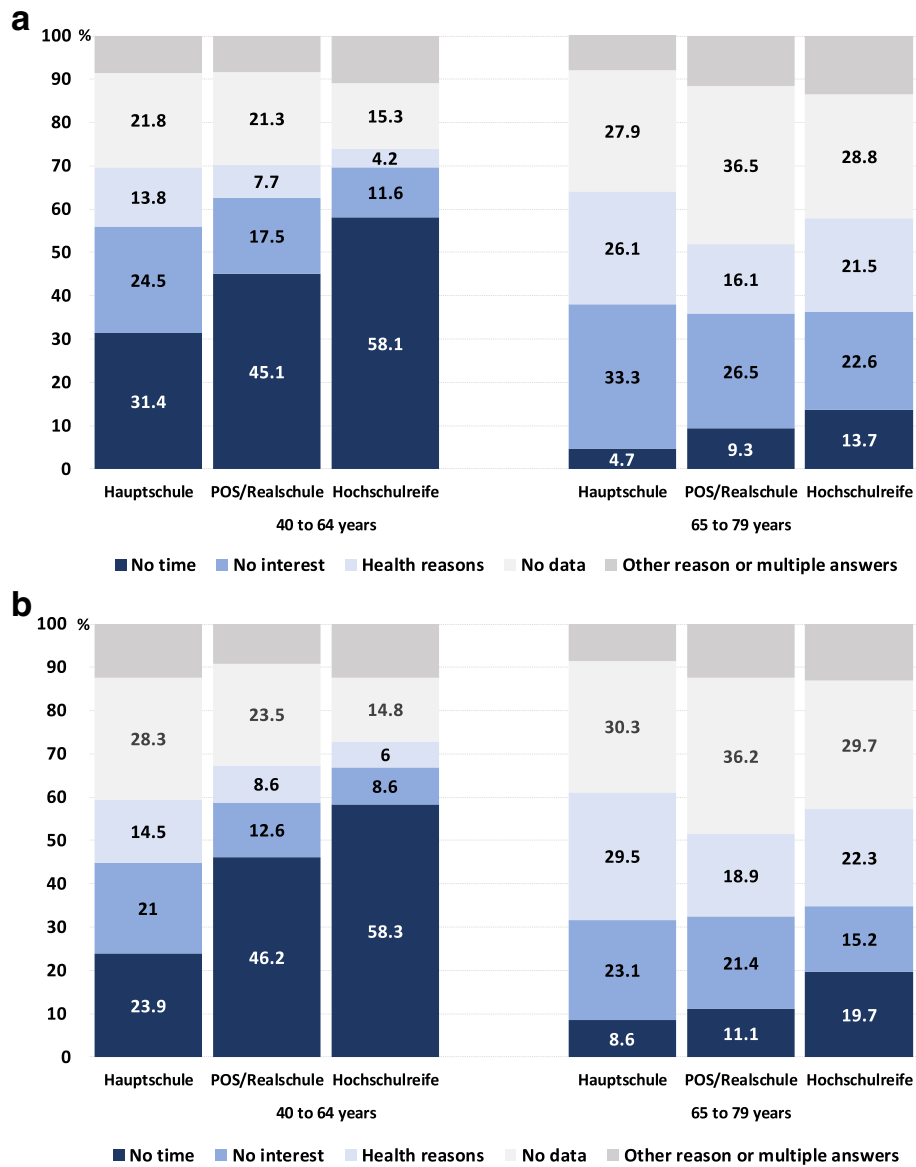 a
100 %
90
80
70
60
50
40
30
20
10
0
21.8 21.3 15.3 27.9 36.5 28.8
13.8 7.7 4.2 26.1 16.1 21.5
24.5 17.5 11.6 33.3 26.5 22.6
31.4 45.1 58.1 4.7 9.3 13.7
Hauptschule POS/Realschule Hochschulreife Hauptschule POS/Realschule Hochschulreife
40 to 64 years 65 to 79 years
No time No interest Health reasons No data Other reason or multiple answers
b
100 %
90
80
70
60
50
40
30
20
10
0
28.3 23.5 14.8 30.3 36.2 29.7
14.5 8.6 6 29.5 18.9 22.3
21 12.6 8.6 23.1 21.4 15.2
23.9 46.2 58.3 8.6 11.1 19.7
Hauptschule POS/Realschule Hochschulreife Hauptschule POS/Realschule Hochschulreife
40 to 64 years 65 to 79 years
No time No interest Health reasons No data Other reason or multiple answers